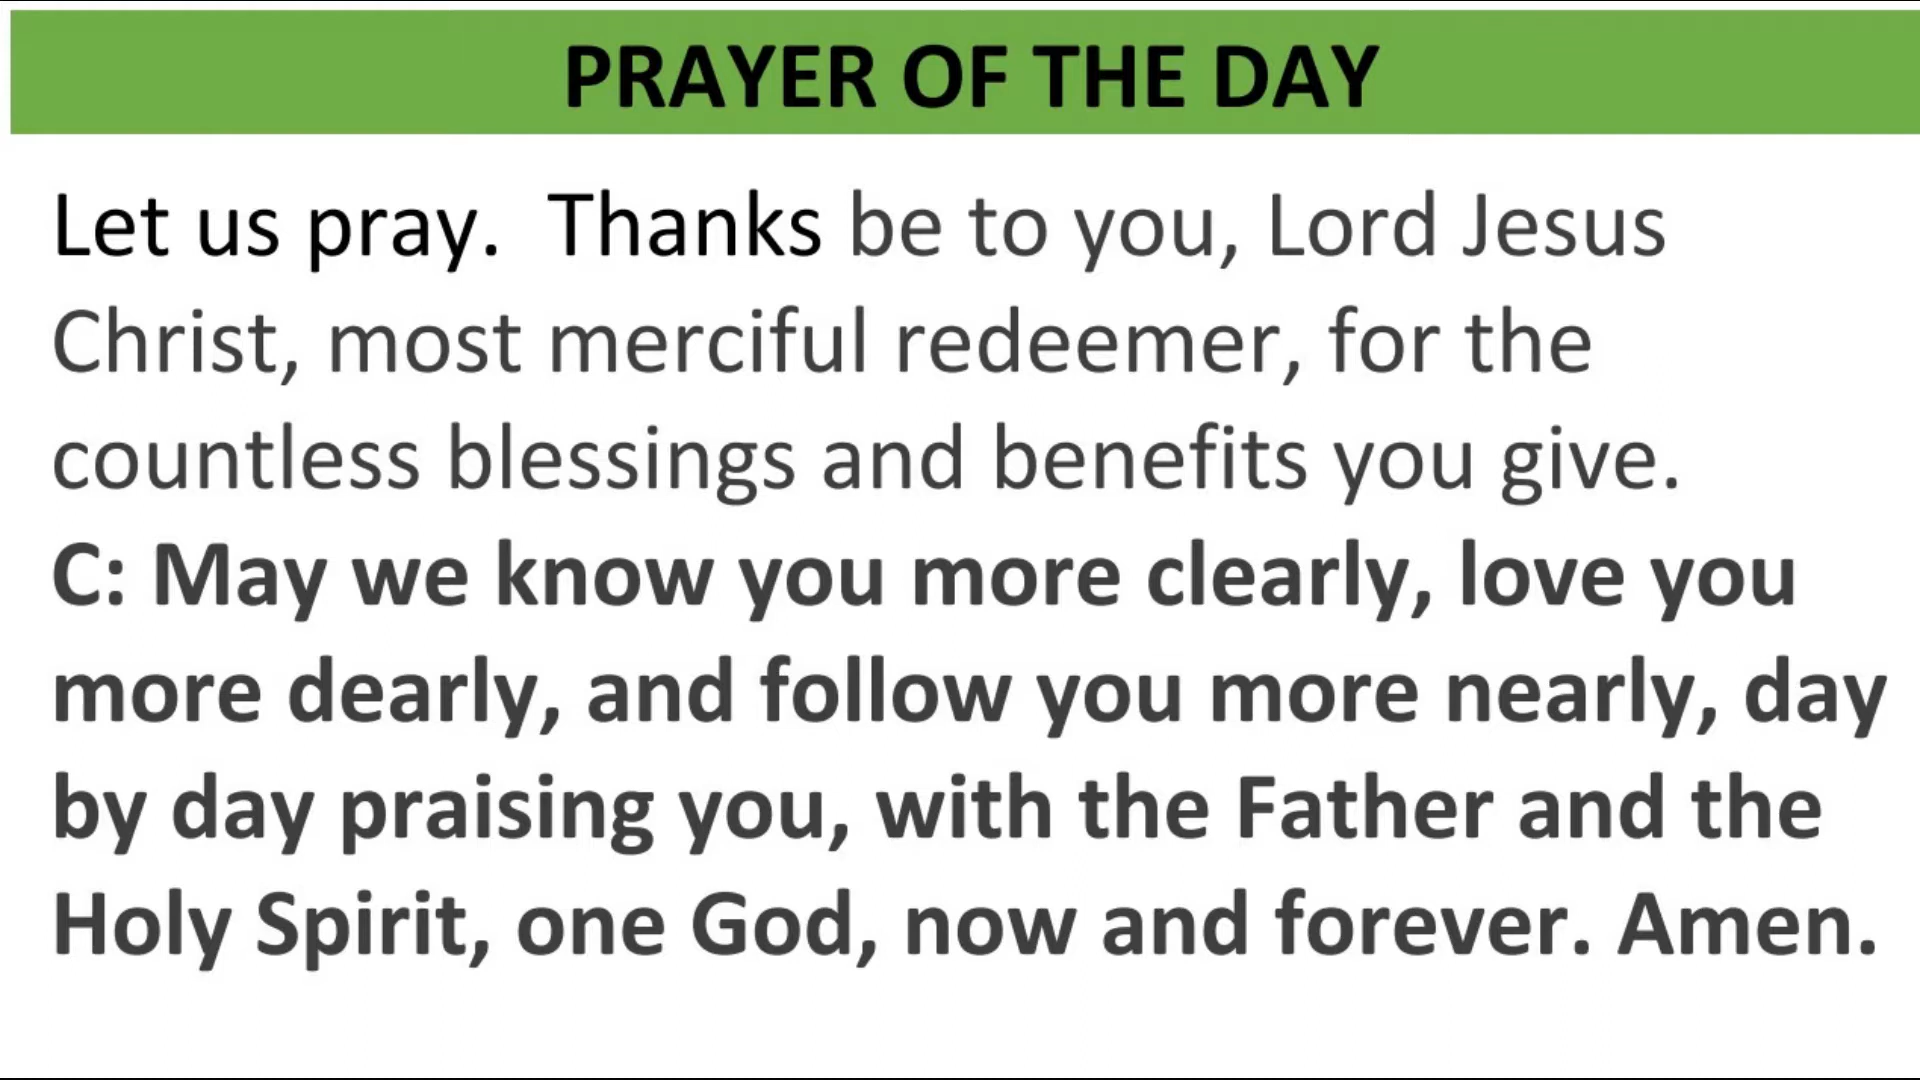 PRAYER OF THE DAY
Let us pray.  Thanks be to you, Lord Jesus
Christ, most merciful redeemer, for the
countless blessings and benefits you give.
C: May we know you more clearly, love you
more dearly, and follow you more nearly, day
by day praising you, with the Father and the
Holy Spirit, one God, now and forever. Amen.